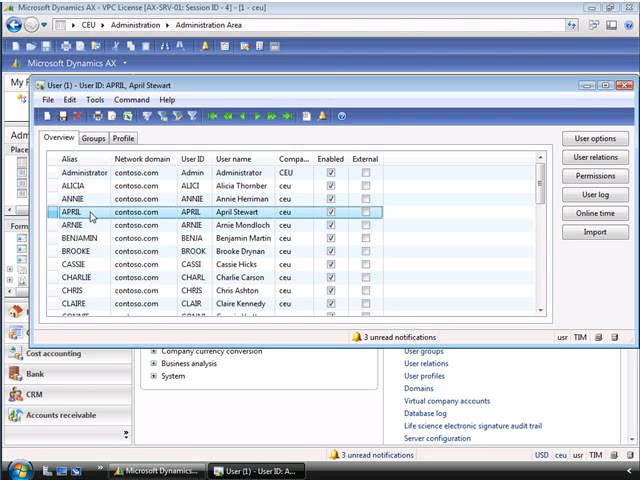 Microsoft Dynamics AX - VPC License [AX-SRV-01: Session ID - 4] - [1 - ceu]
CEU ▸ Administration ▸ Administration Area
Microsoft Dynamics AX
My F
User (1) - User ID: APRIL, April Stewart
File Edit Tools Command Help
Adm
Place
Overview Groups Profile
User options
User relations
Permissions
User log
Online time
Import
Alias Network domain User ID User name Compa... Enabled External
Administrator contoso.com Admin Administrator CEU
ALICIA contoso.com ALICI Alicia Thornber ceu
ANNIE contoso.com ANNIE Annie Herriman ceu
APRIL contoso.com APRIL April Stewart ceu
ARNIE contoso.com ARNIE Arnie Mondloch ceu
BENJAMIN contoso.com BENJA Benjamin Martin ceu
BROOKE contoso.com BROOK Brooke Drynan ceu
CASSIE contoso.com CASSI Cassie Hicks ceu
CHARLIE contoso.com CHARL Charlie Carson ceu
CHRIS contoso.com CHRIS Chris Ashton ceu
CLAIRE contoso.com CLAIR Claire Kennedy ceu
Form
3 unread notifications usr TIM
Cost accounting
Bank
CRM
Accounts receivable
Company currency conversion
Business analysis
System
User groups
User relations
User profiles
Domains
Virtual company accounts
Database log
Life science electronic signature audit trail
Server configuration
3 unread notifications USD ceu usr TIM
Microsoft Dynamics... User (1) - User ID: A...